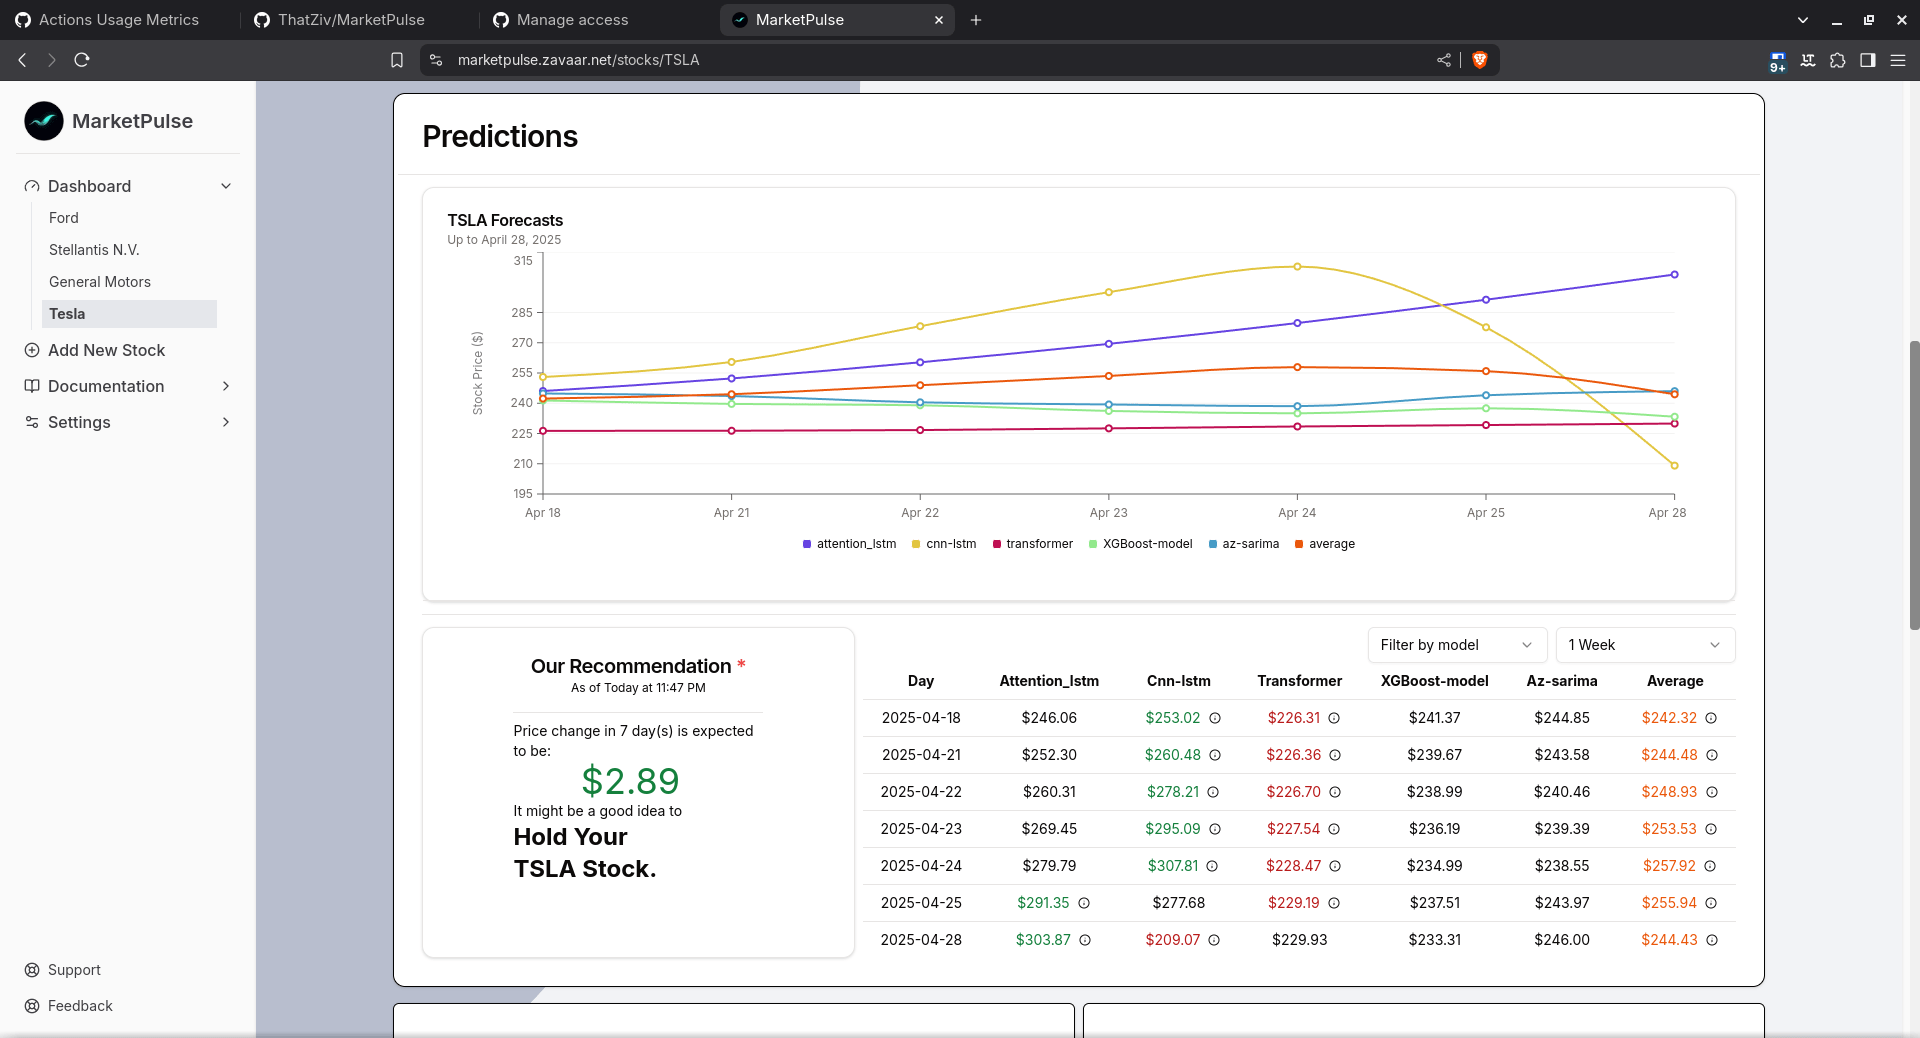 Actions Usage Metrics
ThatZiv/MarketPulse
Manage access
MarketPulse
marketpulse.zavaar.net/stocks/TSLA
9+
LT
MarketPulse
Dashboard
Ford
Stellantis N.V.
General Motors
Tesla
Add New Stock
Documentation
Settings
Support
Feedback
Predictions
TSLA Forecasts
Up to April 28, 2025
Stock Price ($)
315
285
270
255
240
225
210
195
Apr 18 Apr 21 Apr 22 Apr 23 Apr 24 Apr 25 Apr 28
attention_lstm cnn-lstm transformer XGBoost-model az-sarima average
Our Recommendation *
As of Today at 11:47 PM
Price change in 7 day(s) is expected
to be:
$2.89
It might be a good idea to
Hold Your
TSLA Stock.
Filter by model 1 Week
Day Attention_lstm Cnn-lstm Transformer XGBoost-model Az-sarima Average
2025-04-18 $246.06 $253.02 $226.31 $241.37 $244.85 $242.32
2025-04-21 $252.30 $260.48 $226.36 $239.67 $243.58 $244.48
2025-04-22 $260.31 $278.21 $226.70 $238.99 $240.46 $248.93
2025-04-23 $269.45 $295.09 $227.54 $236.19 $239.39 $253.53
2025-04-24 $279.79 $307.81 $228.47 $234.99 $238.55 $257.92
2025-04-25 $291.35 $277.68 $229.19 $237.51 $243.97 $255.94
2025-04-28 $303.87 $209.07 $229.93 $233.31 $246.00 $244.43